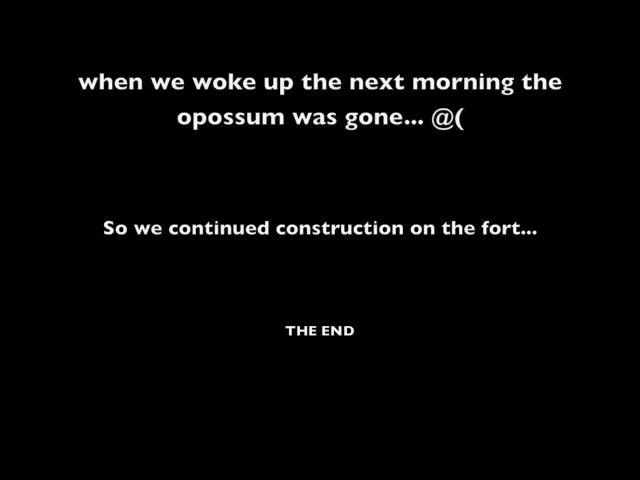 when we woke up the next morning the
opossum was gone... @(
So we continued construction on the fort...
THE END